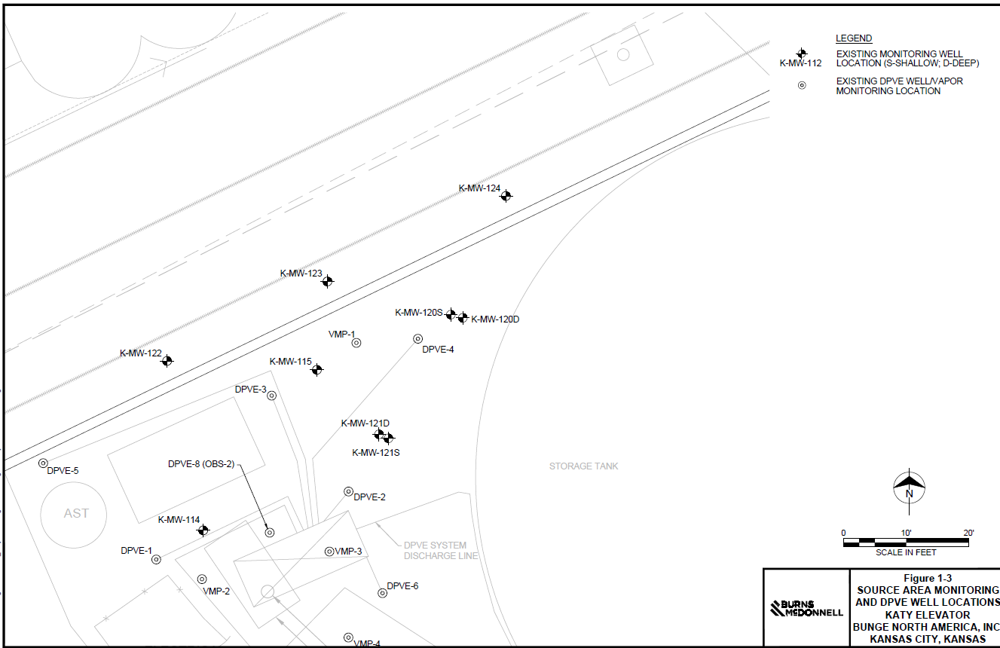 LEGEND
K-MW-112
EXISTING MONITORING WELL
LOCATION (S-SHALLOW; D-DEEP)
EXISTING DPVE WELL/VAPOR
MONITORING LOCATION
K-MW-124
K-MW-123
K-MW-120S
K-MW-120D
VMP-1
DPVE-4
K-MW-122
K-MW-115
DPVE-3
K-MW-121D
K-MW-121S
DPVE-5
DPVE-8 (OBS-2)
STORAGE TANK
DPVE-2
AST
K-MW-114
DPVE-1
VMP-3
DPVE SYSTEM
DISCHARGE LINE
VMP-2
DPVE-6
VMP-4
N
0 10' 20'
SCALE IN FEET
BURNS
MCDONNELL
Figure 1-3
SOURCE AREA MONITORING
AND DPVE WELL LOCATIONS
KATY ELEVATOR
BUNGE NORTH AMERICA, INC
KANSAS CITY, KANSAS